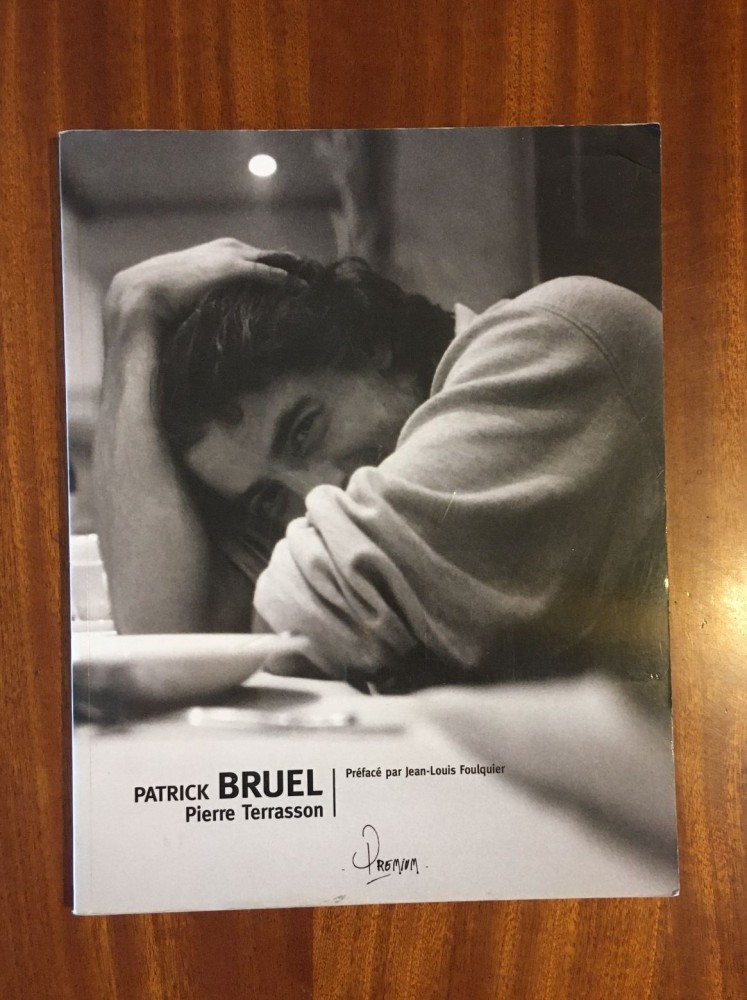 PATRICK BRUEL
Pierre Terrasson
Préfacé par Jean-Louis Foulquier
PREMIUM